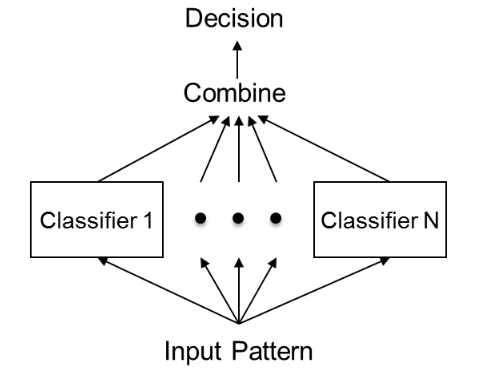 Decision
Combine
Classifier 1
Classifier N
Input Pattern